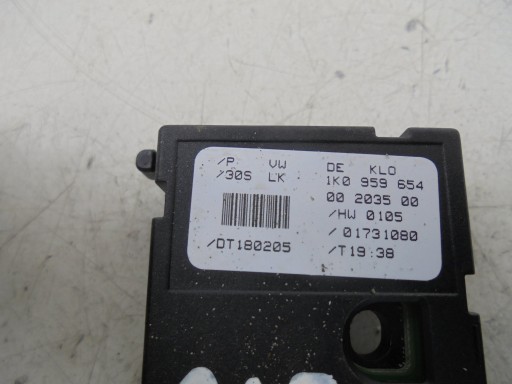 /P VW DE KLO
/30S LK 1K0 959 654
00 2035 00
/HW 0105
/01731080
/DT180205 /T19:38